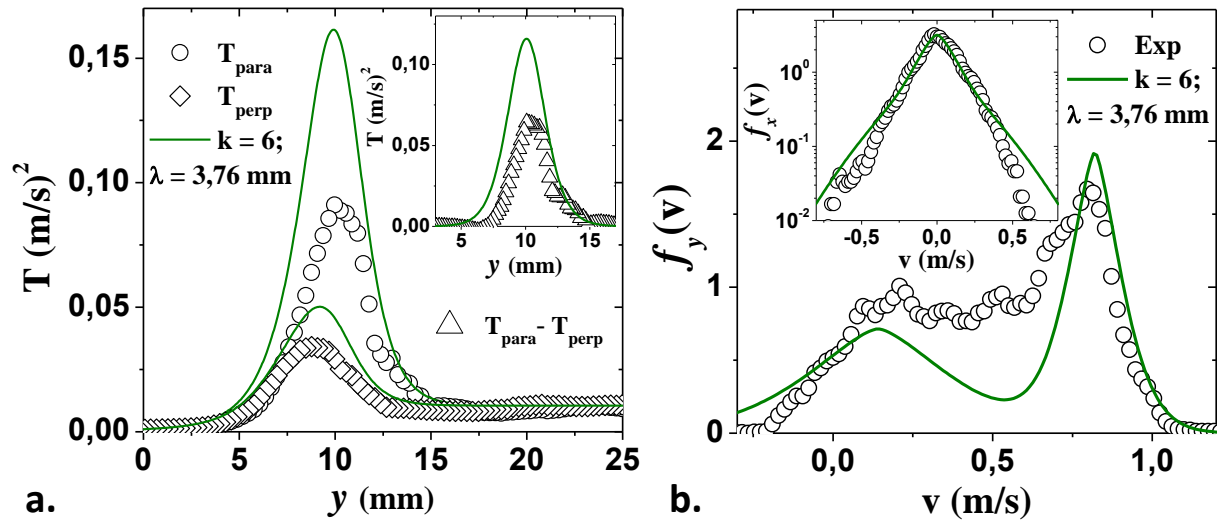 0,15
0,10
0,05
0,00
T (m/s)²
0 5 10 15 20 25
y (mm)
T_para
T_perp
k = 6;
λ = 3,76 mm
0,10
0,05
0,00
T (m/s)²
5 10 15
y (mm)
T_para- T_perp
a.
2
1
0
f_y(v)
0,0 0,5 1,0
v (m/s)
10⁰
10⁻¹
10⁻²
f_x(v)
-0,5 0,0 0,5
v (m/s)
Exp
k = 6;
λ = 3,76 mm
b.